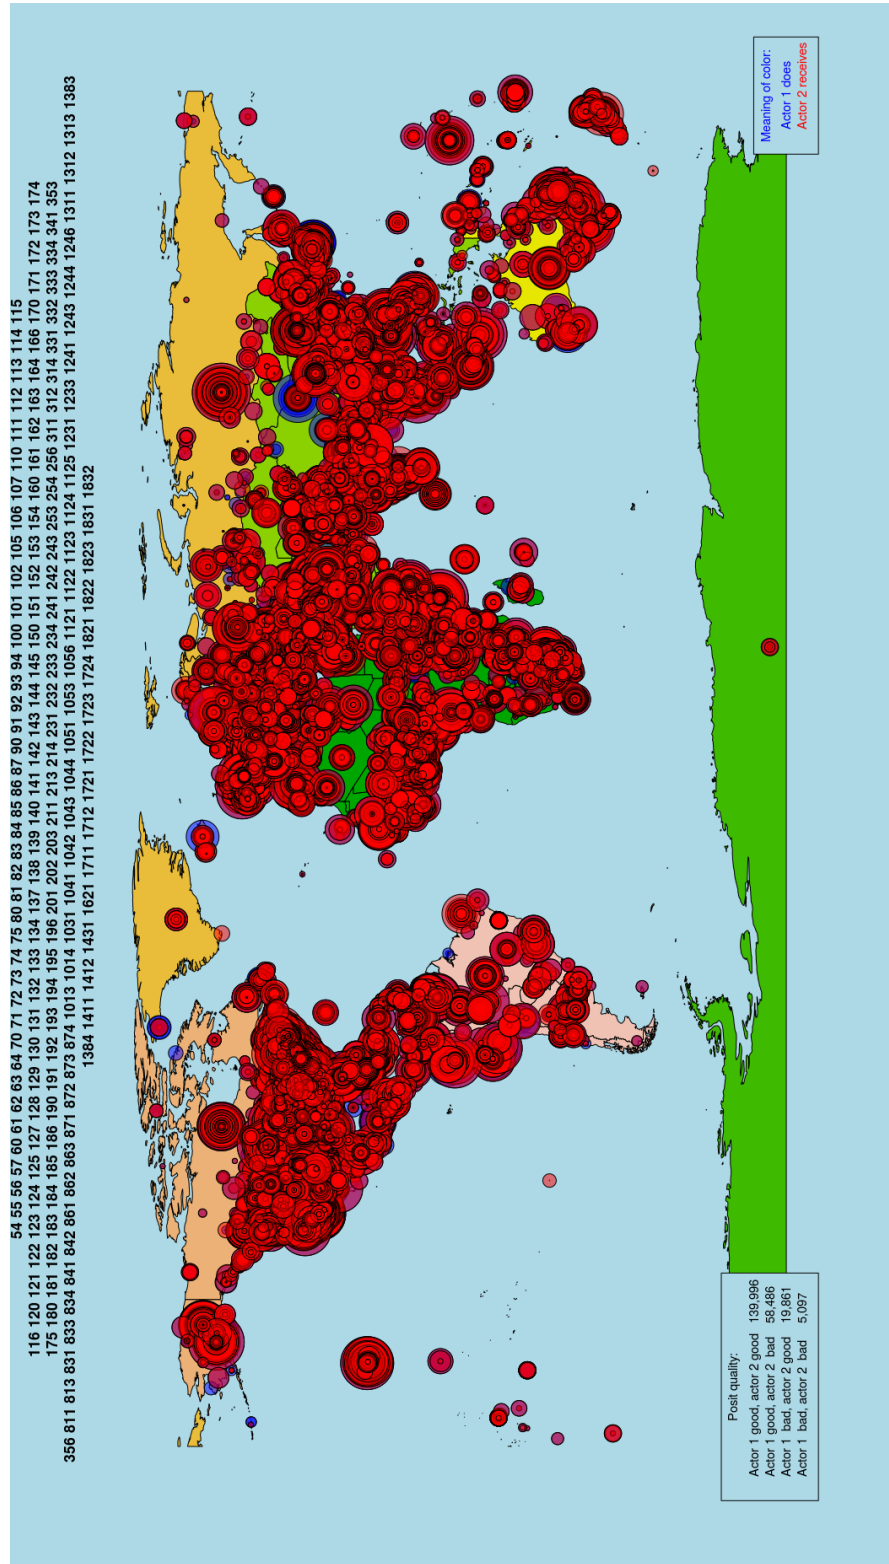 54 55 56 57 60 61 62 63 64 70 71 72 73 74 75 80 81 82 83 84 85 86 87 90 91 92 93 94 100 101 102 105 106 107 110 111 112 113 114 115
116 120 121 122 123 124 125 127 128 129 130 131 132 133 134 137 138 139 140 141 142 143 144 145 150 151 152 153 154 160 161 162 163 164 166 170 171 172 173 174
175 180 181 182 183 184 185 186 190 191 192 193 194 195 196 201 202 203 211 213 214 231 232 233 234 241 242 243 253 254 256 311 312 314 331 332 333 334 341 353
356 811 813 831 833 834 841 842 861 862 863 871 872 873 874 1013 1014 1031 1041 1042 1043 1044 1051 1053 1056 1121 1122 1123 1124 1125 1231 1233 1241 1243 1244 1246 1311 1312 1313 1383
1384 1411 1412 1431 1621 1711 1712 1721 1722 1723 1724 1821 1822 1823 1831 1832
Posit quality:
Actor 1 good, actor 2 good 139,996
Actor 1 good, actor 2 bad 58,486
Actor 1 bad, actor 2 good 19,861
Actor 1 bad, actor 2 bad 5,097
Meaning of color:
Actor 1 does
Actor 2 receives